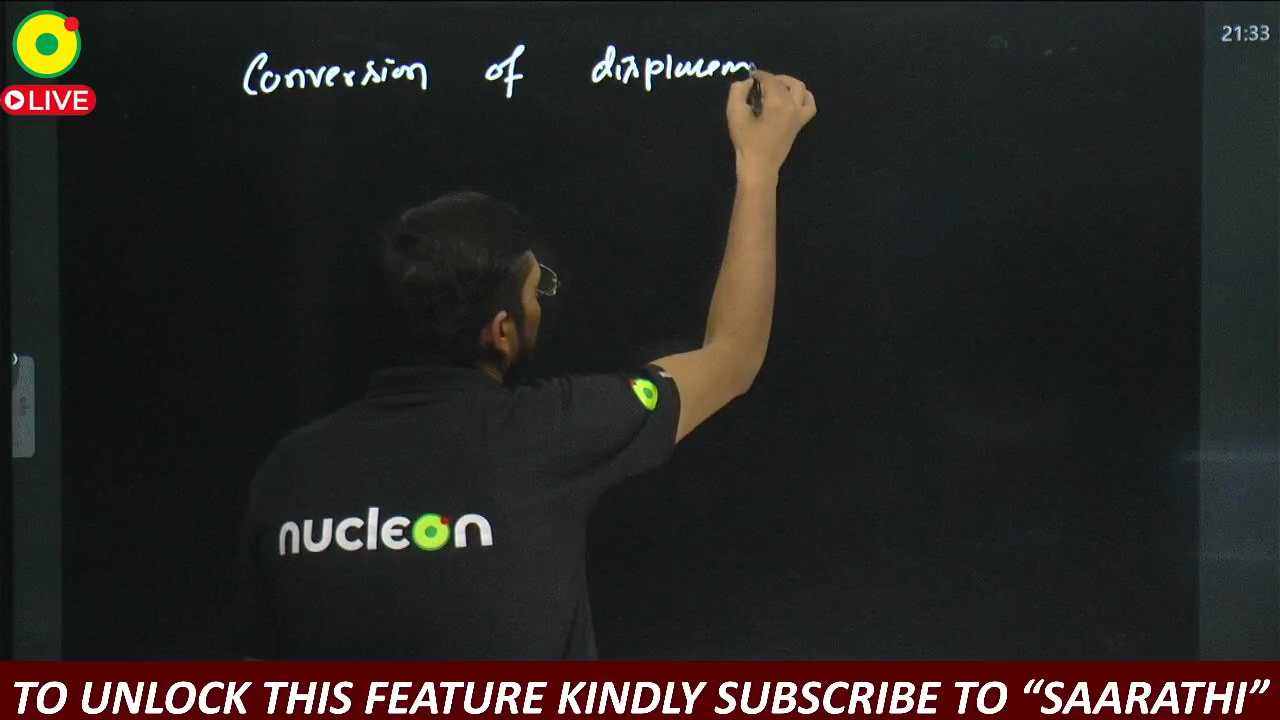 Conversion of displacem
21:33
LIVE
nucleon
TO UNLOCK THIS FEATURE KINDLY SUBSCRIBE TO “SAARATHI”